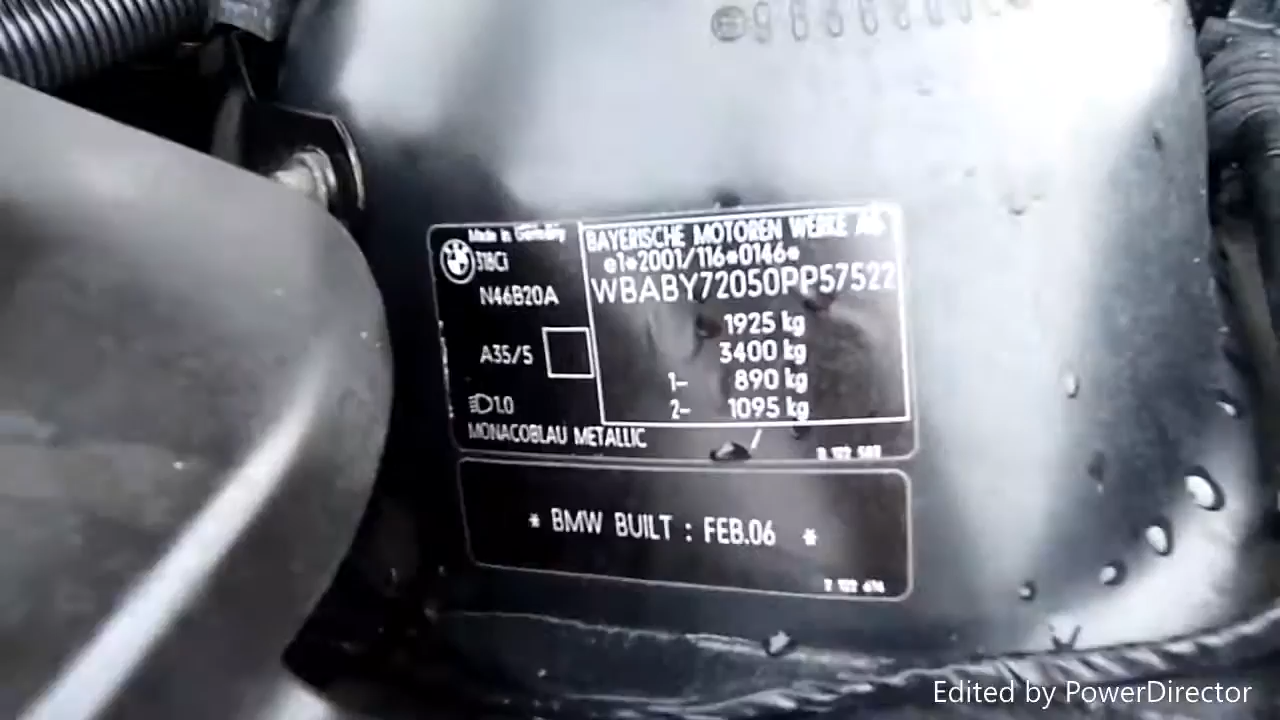 Made in Germany
318Ci
N46B20A
A35/5
1.0
MONACOBLAU METALLIC
BAYERISCHE MOTOREN WERKE AG
e1*2001/116*0146*
WBABY72050PP57522
1925 kg
3400 kg
1- 890 kg
2- 1095 kg
/
* BMW BUILT : FEB.06 *
Edited by PowerDirector